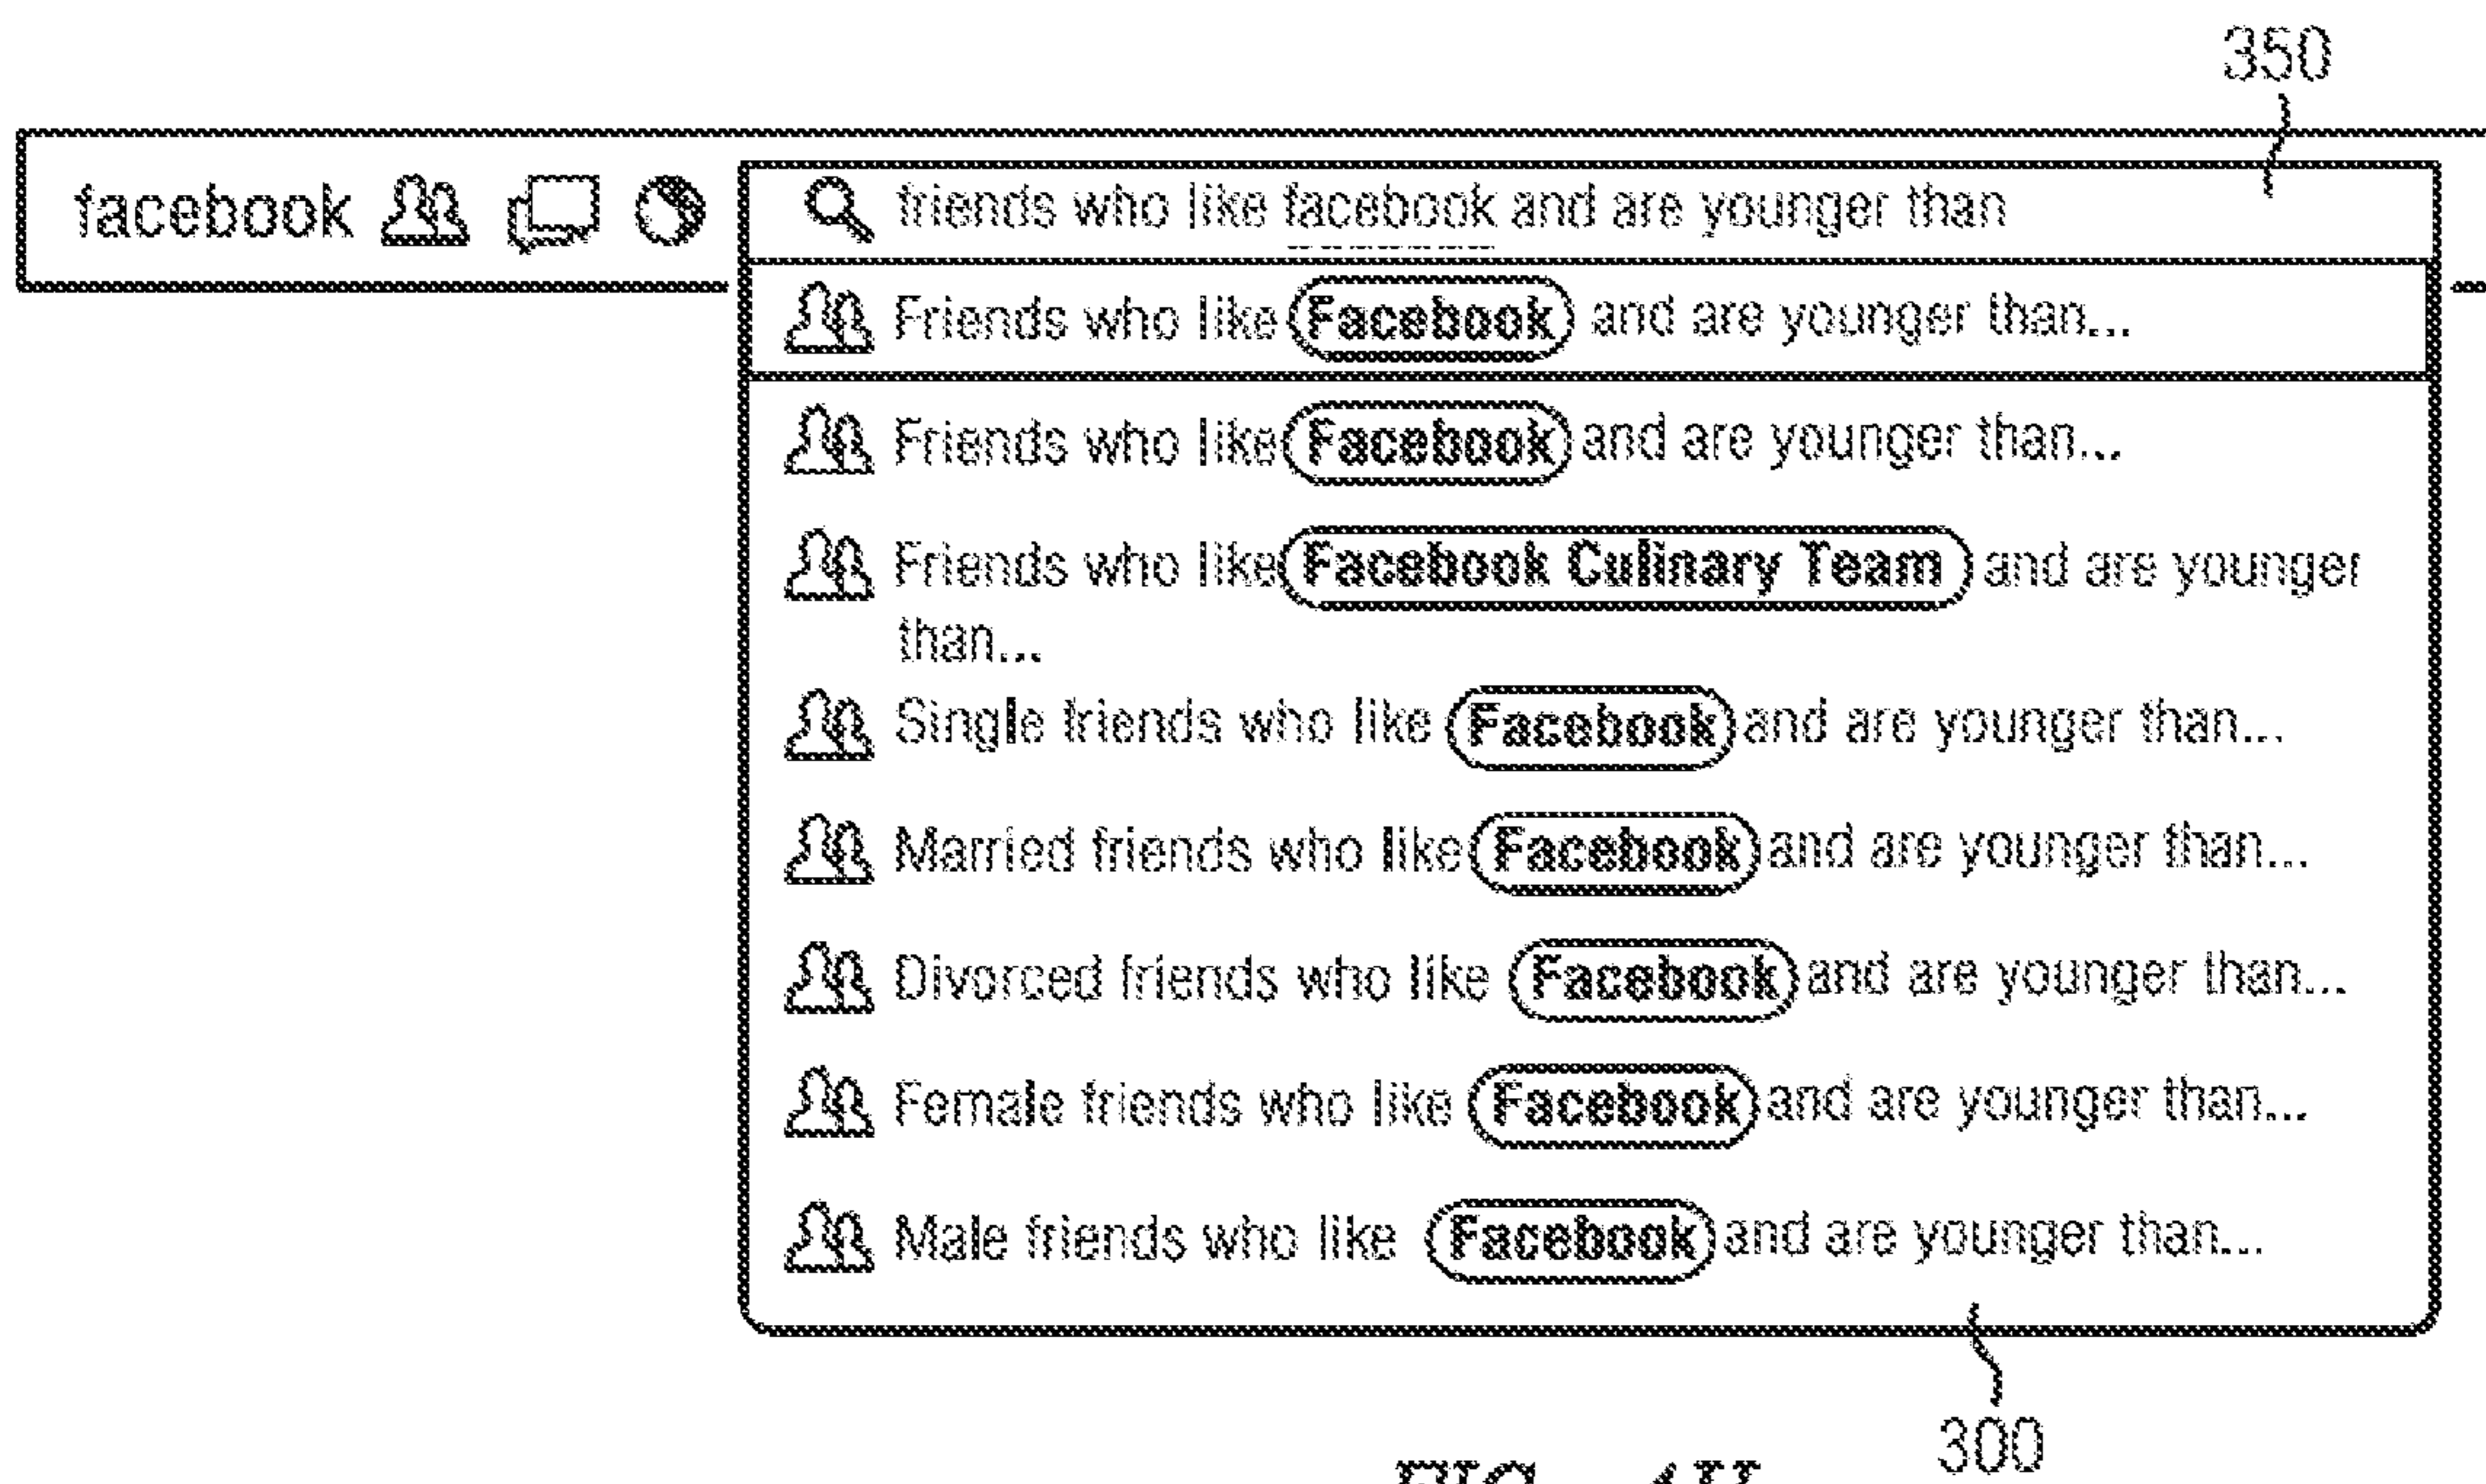 350
facebook
friends who like facebook and are younger than
Friends who like Facebook and are younger than...
Friends who like Facebook and are younger than...
Friends who like Facebook Culinary Team and are younger
than...
Single friends who like Facebook and are younger than...
Married friends who like Facebook and are younger than...
Divorced friends who like Facebook and are younger than...
Female friends who like Facebook and are younger than...
Male friends who like Facebook and are younger than...
300
FIG.